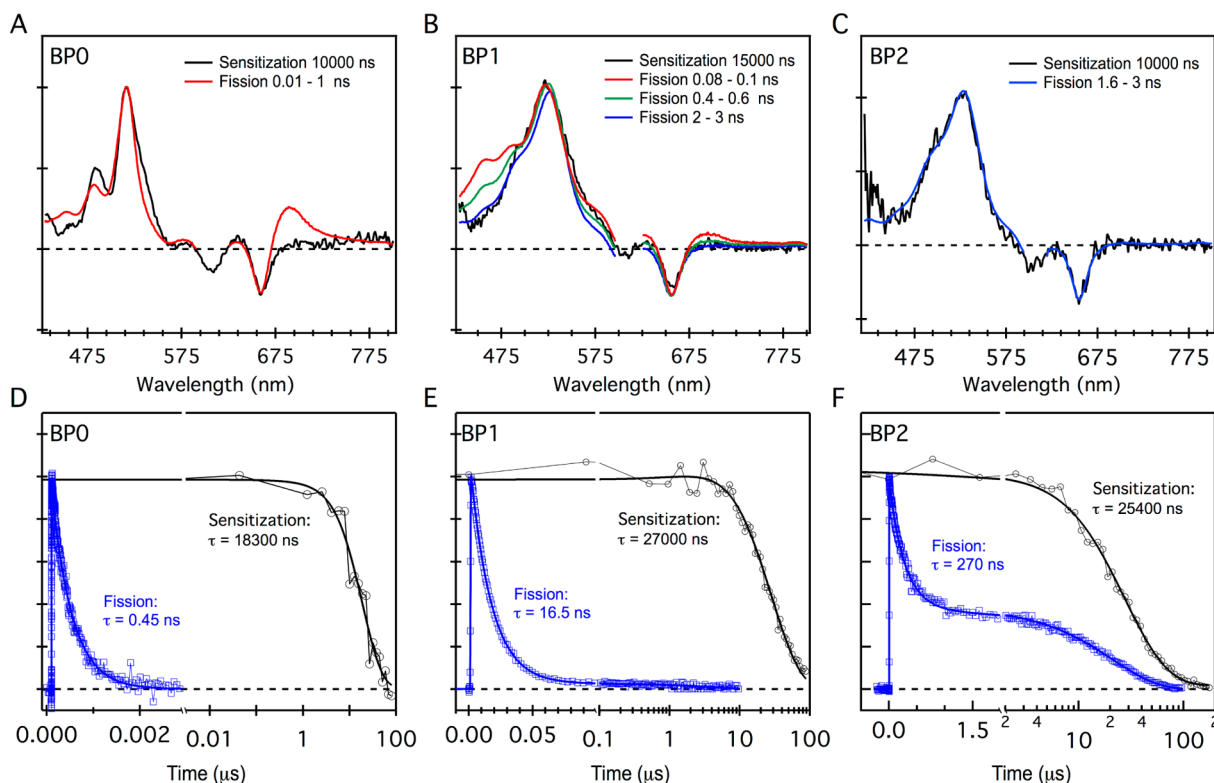 A
BP0
Sensitization 10000 ns
Fission 0.01 - 1 ns
475 575 675 775
Wavelength (nm)
B
BP1
Sensitization 15000 ns
Fission 0.08 - 0.1 ns
Fission 0.4 - 0.6 ns
Fission 2 - 3 ns
475 575 675 775
Wavelength (nm)
C
BP2
Sensitization 10000 ns
Fission 1.6 - 3 ns
475 575 675 775
Wavelength (nm)
D
BP0
Sensitization:
τ = 18300 ns
Fission:
τ = 0.45 ns
0.000 0.002 0.01 1 100
Time (μs)
E
BP1
Sensitization:
τ = 27000 ns
Fission:
τ = 16.5 ns
0.00 0.05 0.1 1 10 100
Time (μs)
F
BP2
Sensitization:
τ = 25400 ns
Fission:
τ = 270 ns
0.0 1.5 2 4 10 2 4 100 2
Time (μs)